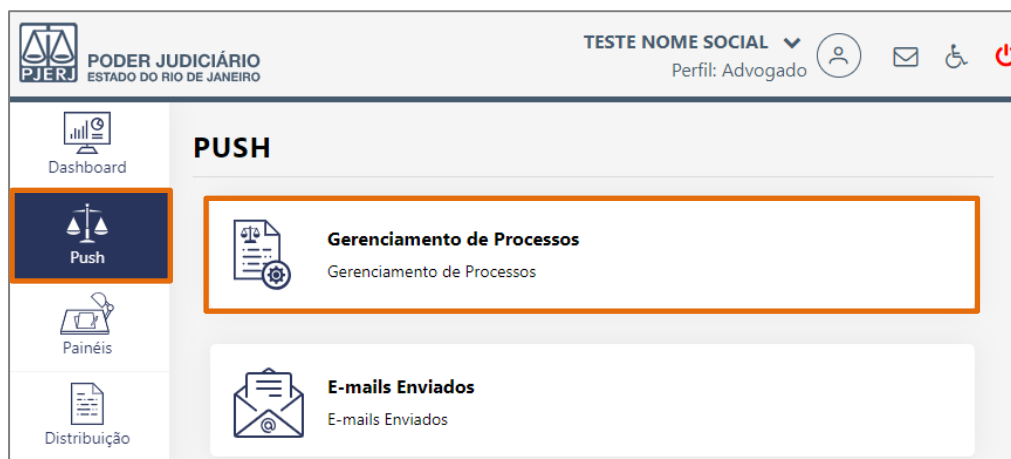 PJERJ
PODER JUDICIÁRIO
ESTADO DO RIO DE JANEIRO
TESTE NOME SOCIAL
Perfil: Advogado
Dashboard
Push
Painéis
Distribuição
PUSH
Gerenciamento de Processos
Gerenciamento de Processos
E-mails Enviados
E-mails Enviados